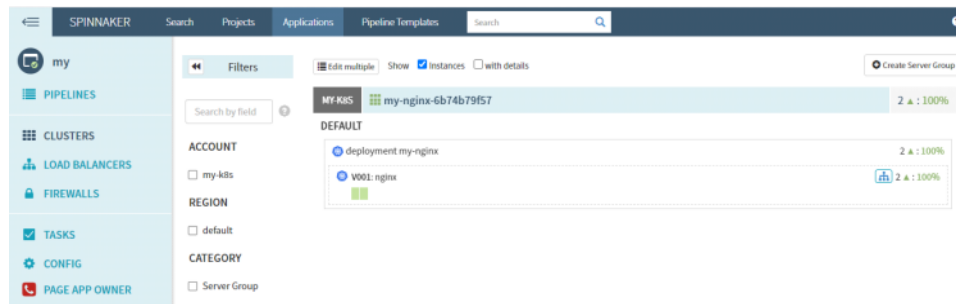 SPINNAKER Search Projects Applications Pipeline Templates Search
my
PIPELINES
CLUSTERS
LOAD BALANCERS
FIREWALLS
TASKS
CONFIG
PAGE APP OWNER
Filters
Search by field
ACCOUNT
my-k8s
REGION
default
CATEGORY
Server Group
Edit multiple Show Instances with details Create Server Group
MY-K8S my-nginx-6b74b79f57 2 ▲ : 100%
DEFAULT
deployment my-nginx 2 ▲ : 100%
V001: nginx 2 ▲ : 100%